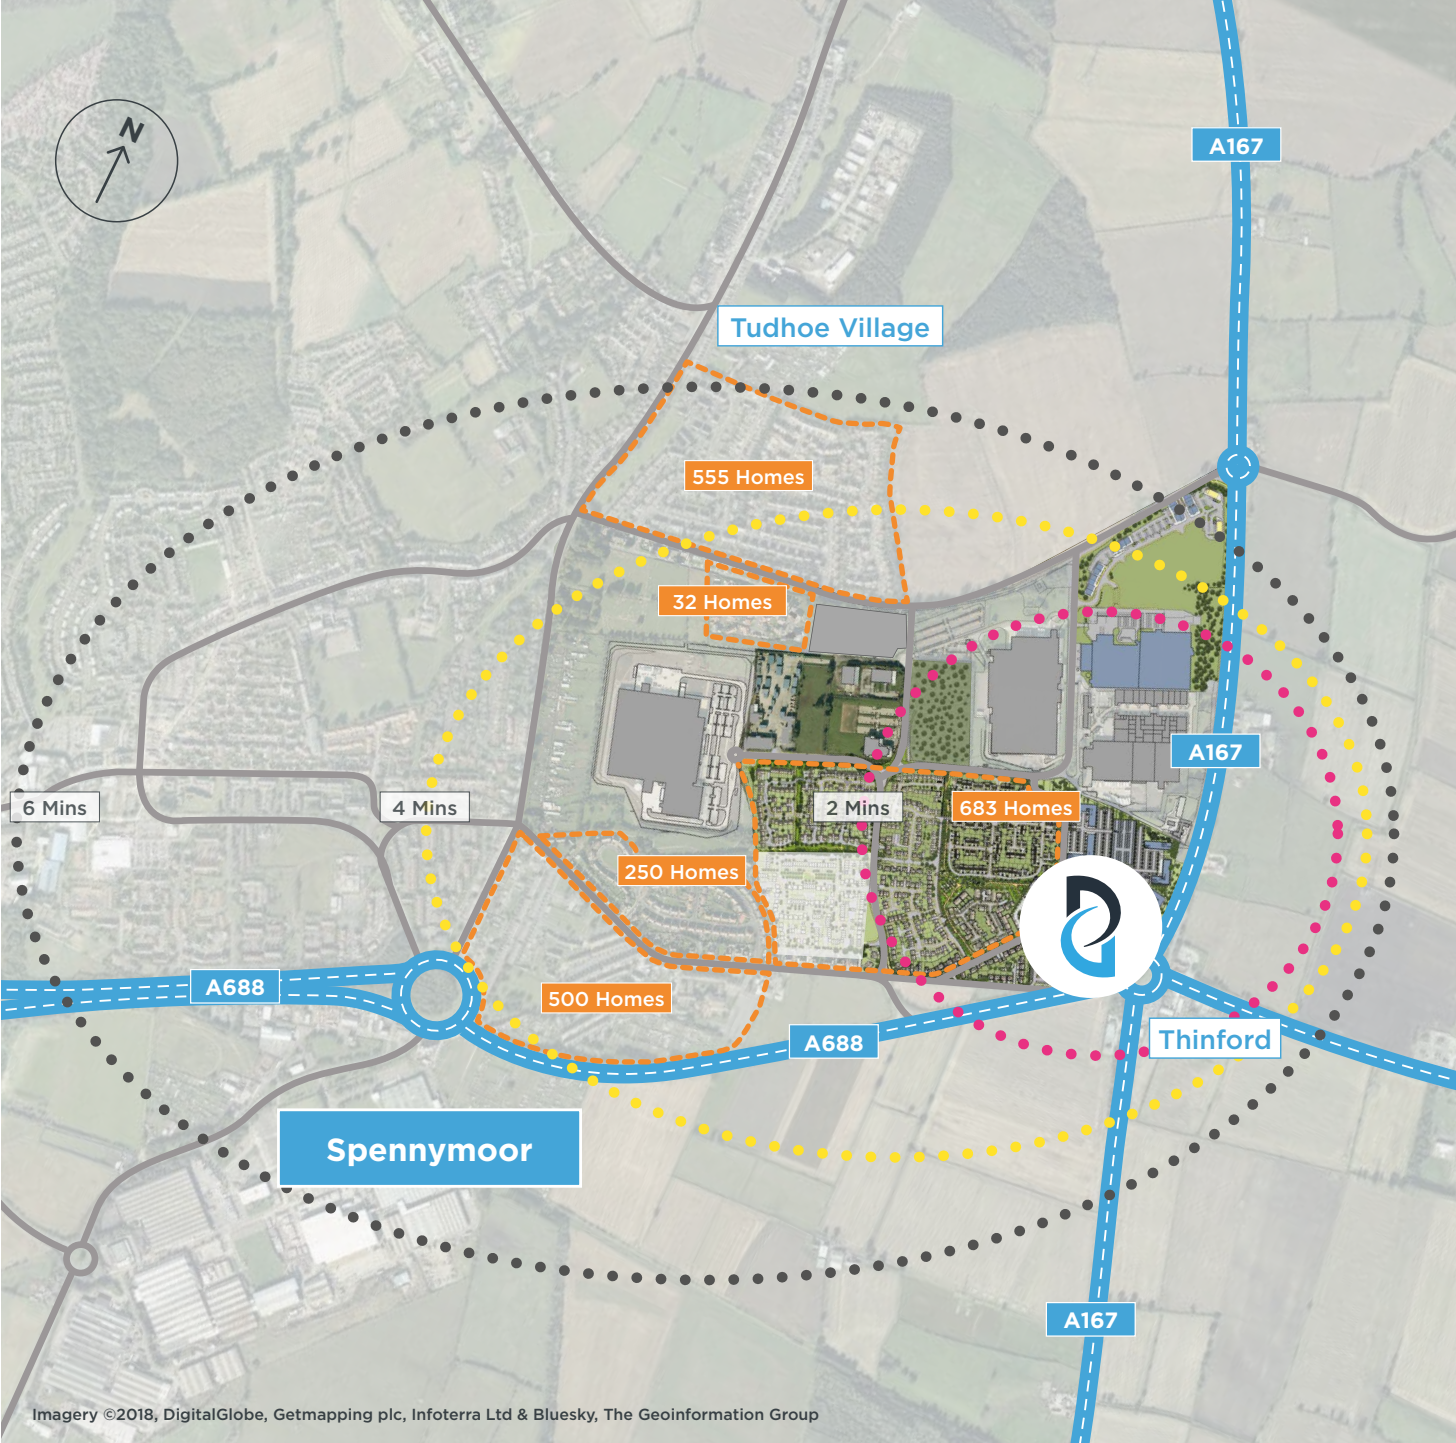 N
A167
Tudhoe Village
555 Homes
32 Homes
A167
6 Mins
4 Mins
2 Mins
683 Homes
250 Homes
A688
500 Homes
A688
Thinford
Spennymoor
A167
Imagery ©2018, DigitalGlobe, Getmapping plc, Infoterra Ltd & Bluesky, The Geoinformation Group